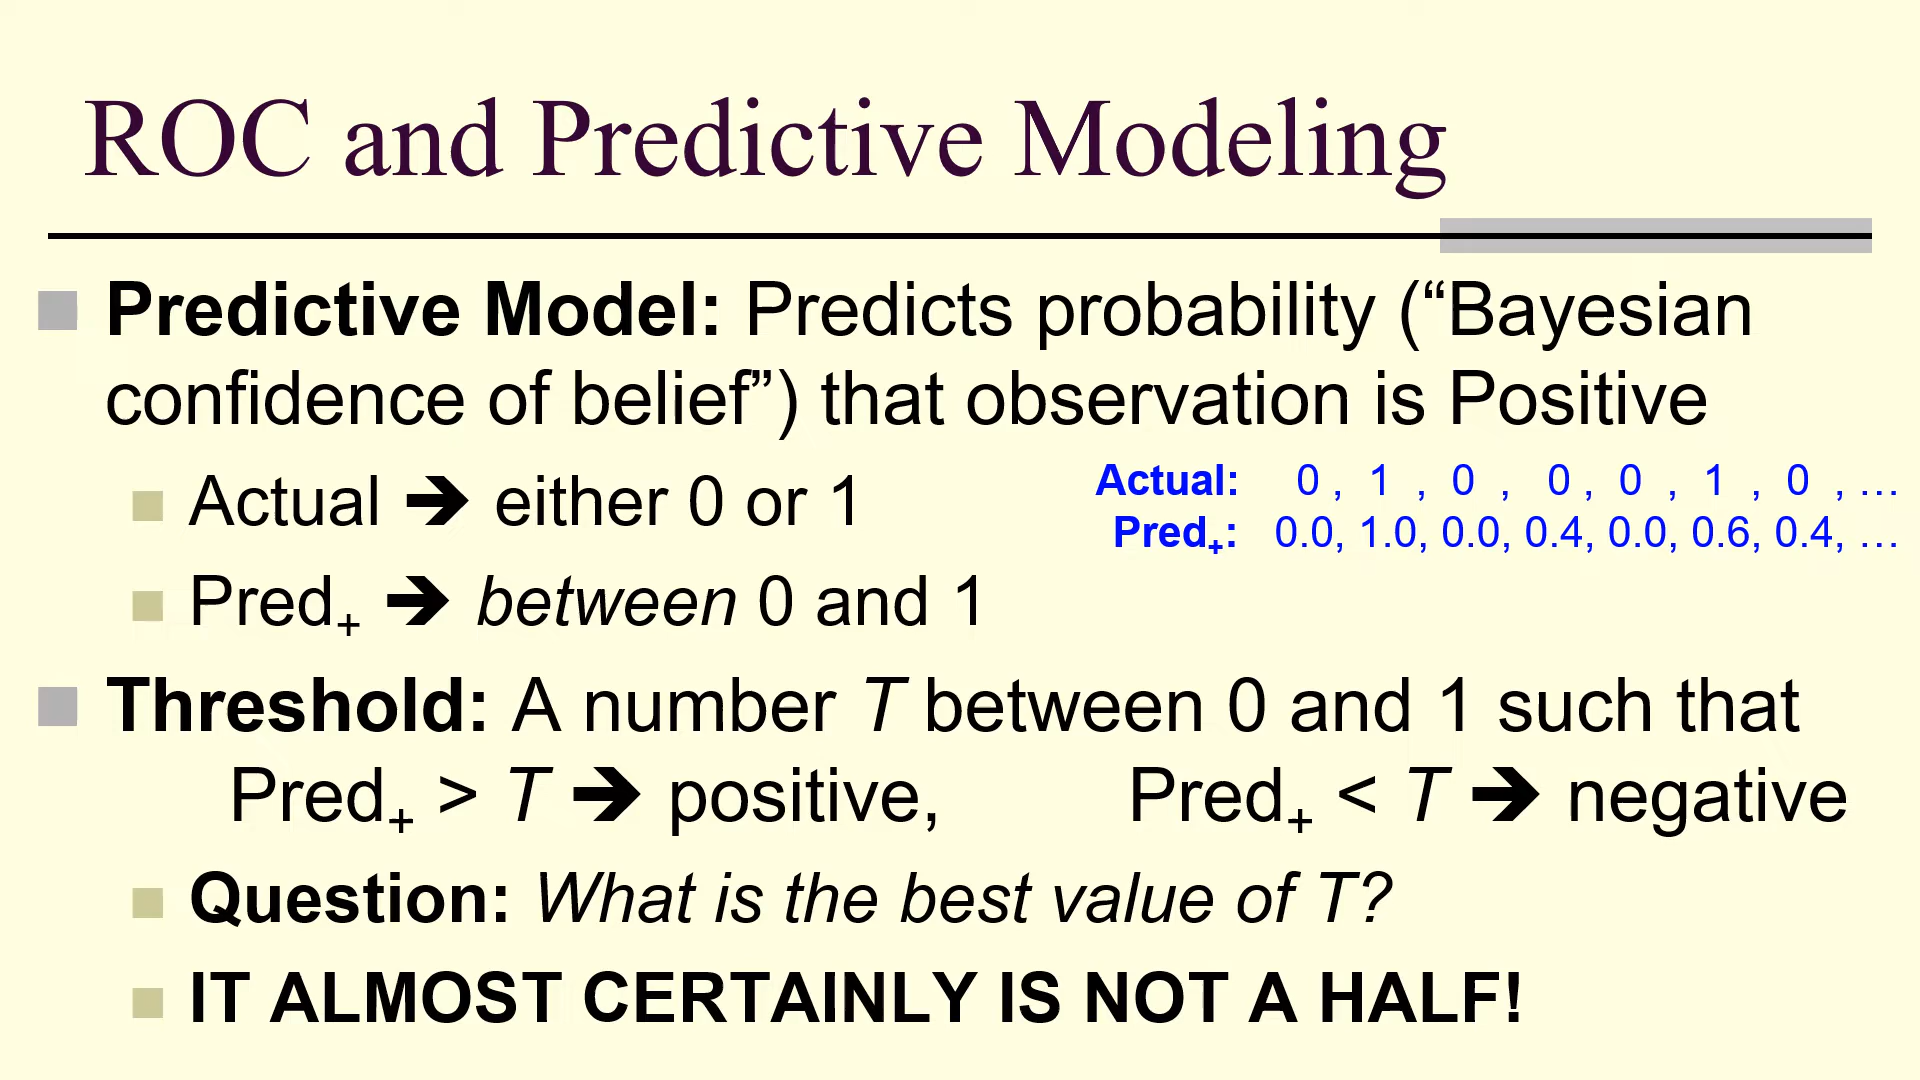 ROC and Predictive Modeling
Predictive Model: Predicts probability (“Bayesian
confidence of belief”) that observation is Positive
Actual ➔ either 0 or 1
Actual: 0 , 1 , 0 , 0 , 0 , 1 , 0 , …
Pred₊: 0.0, 1.0, 0.0, 0.4, 0.0, 0.6, 0.4, …
Pred₊ ➔ between 0 and 1
Threshold: A number T between 0 and 1 such that
Pred₊ > T ➔ positive, Pred₊ < T ➔ negative
Question: What is the best value of T?
IT ALMOST CERTAINLY IS NOT A HALF!